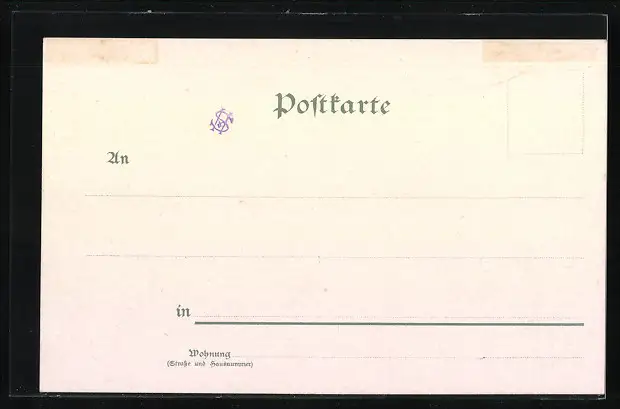 Postkarte
An
in
Wohnung
(Straße und Hausnummer)